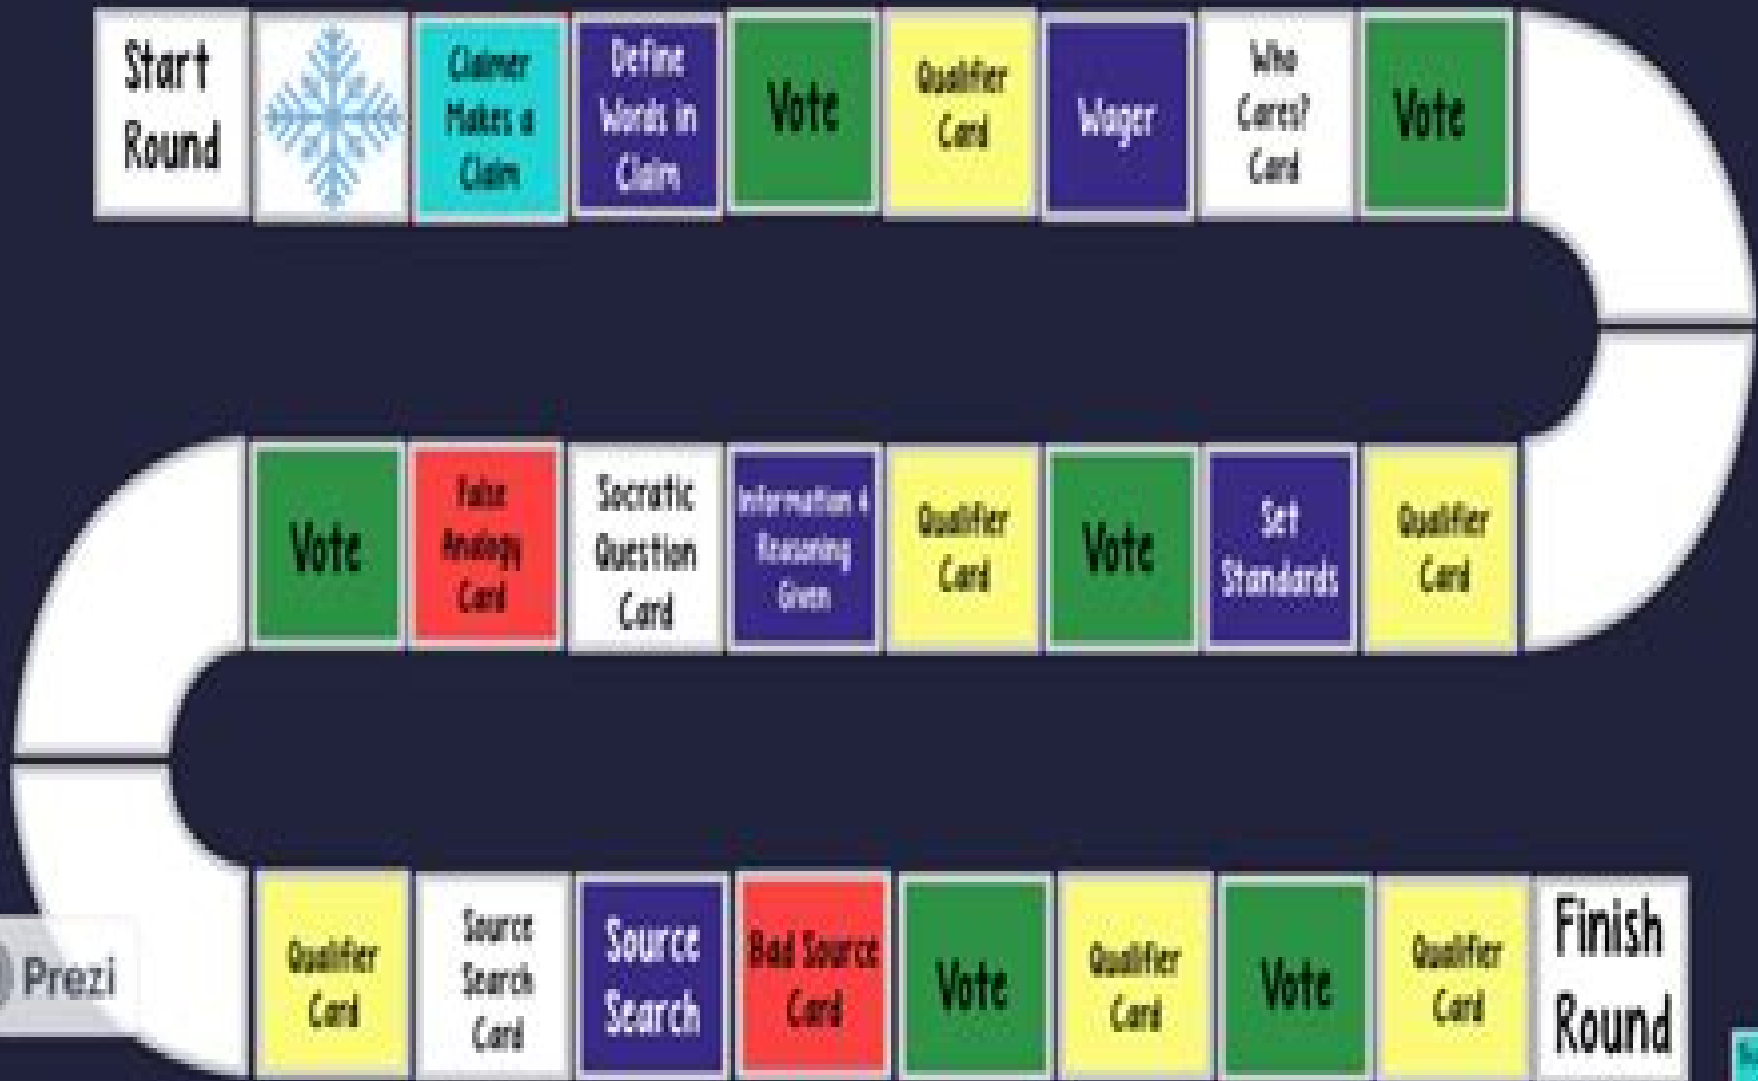 Start
Round
Claimer
Makes a
Claim
Define
Words in
Claim
Vote
Qualifier
Card
Wager
Who
Cares?
Card
Vote
Vote
False
Analogy
Card
Socratic
Question
Card
Information &
Reasoning
Given
Qualifier
Card
Vote
Set
Standards
Qualifier
Card
Qualifier
Card
Source
Search
Card
Source
Search
Bad Source
Card
Vote
Qualifier
Card
Vote
Qualifier
Card
Finish
Round
Prezi